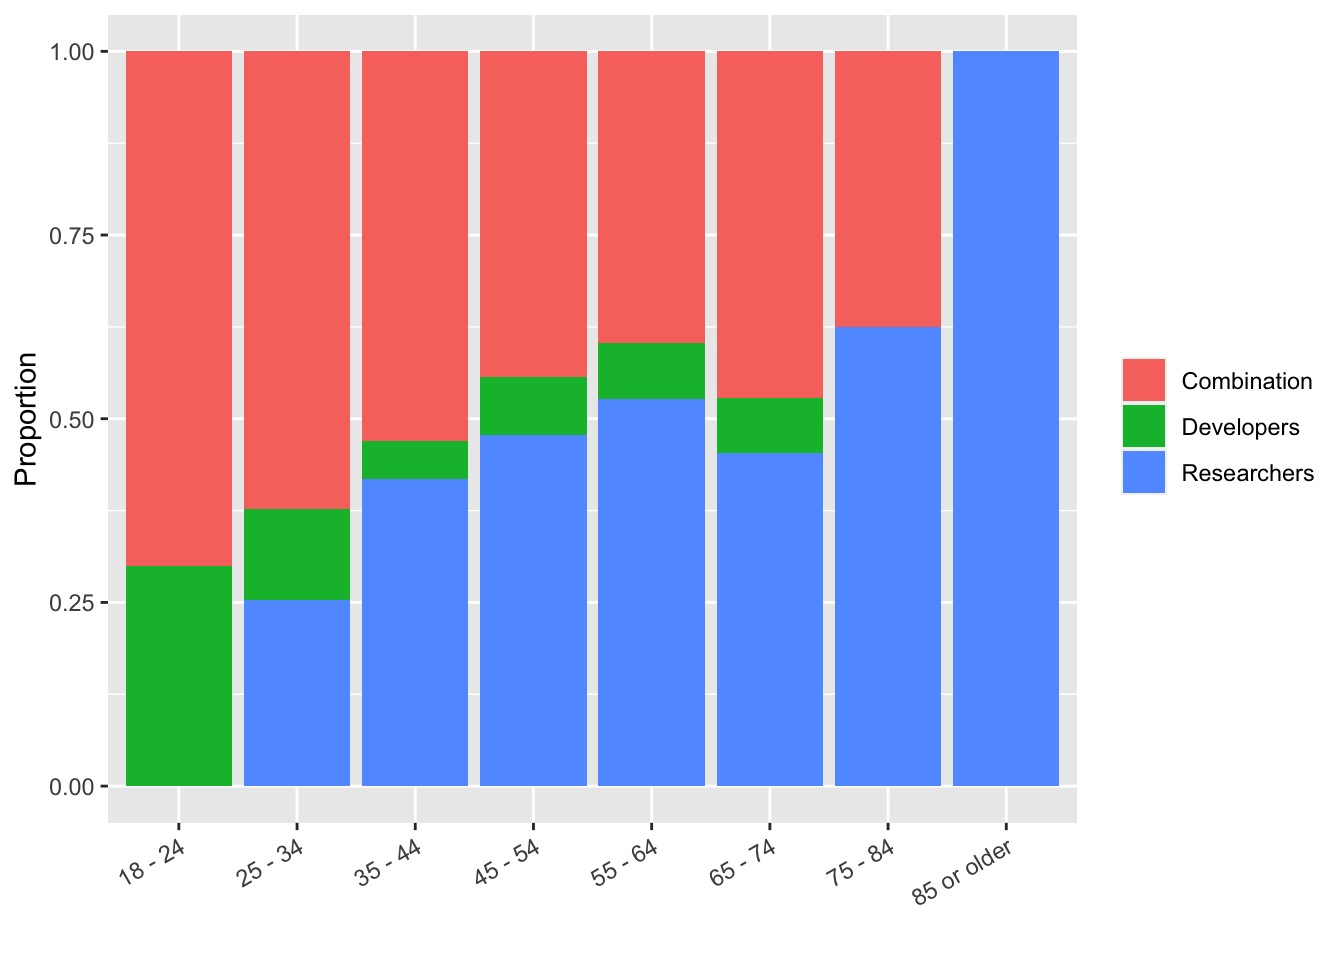 Proportion
1.00
0.75
0.50
0.25
0.00
18 - 24
25 - 34
35 - 44
45 - 54
55 - 64
65 - 74
75 - 84
85 or older
Combination
Developers
Researchers